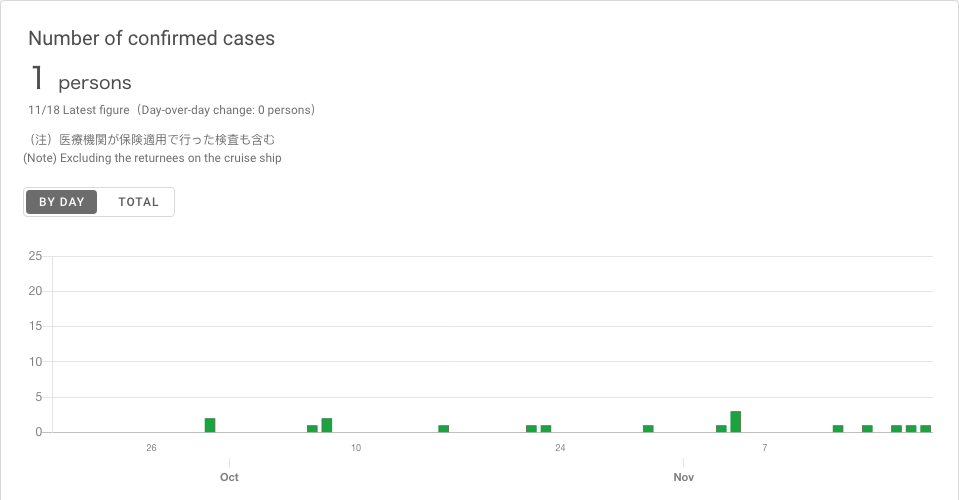 Number of confirmed cases
1 persons
11/18 Latest figure（Day-over-day change: 0 persons）
（注）医療機関が保険適用で行った検査も含む
(Note) Excluding the returnees on the cruise ship
BY DAY TOTAL
25
20
15
10
5
0
26 10 24 7
Oct Nov